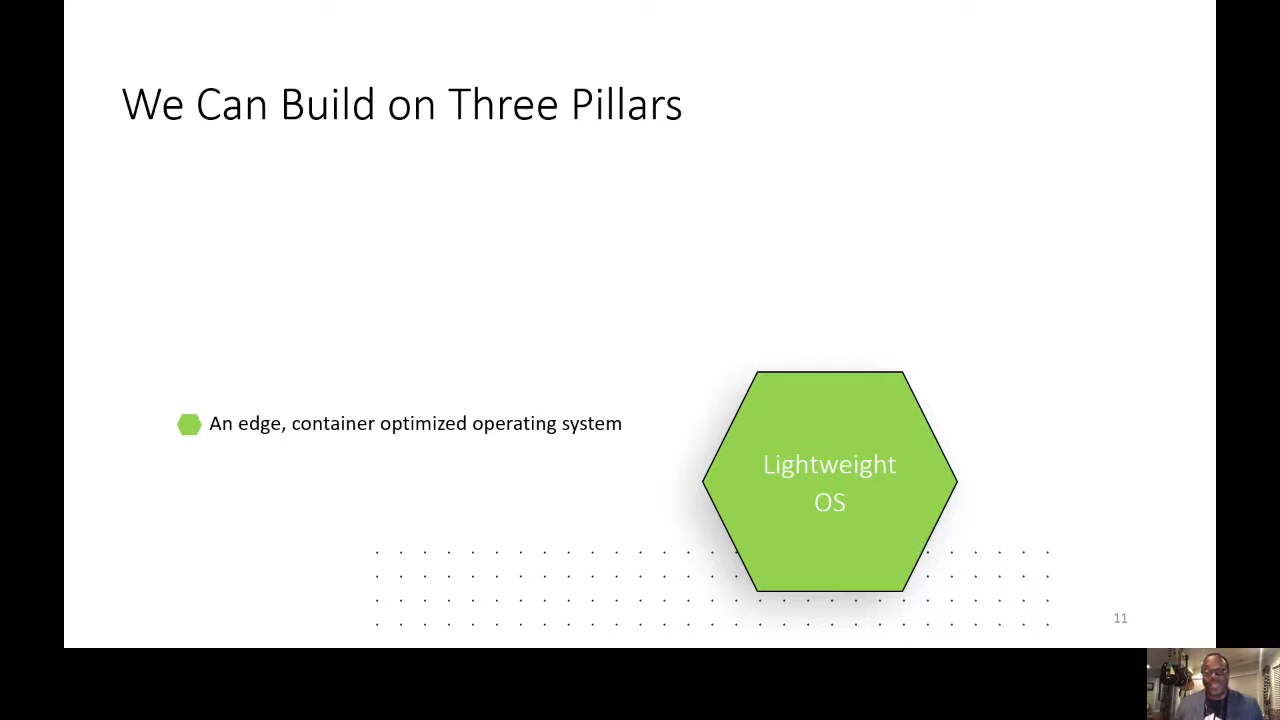 We Can Build on Three Pillars
An edge, container optimized operating system
Lightweight
OS
11